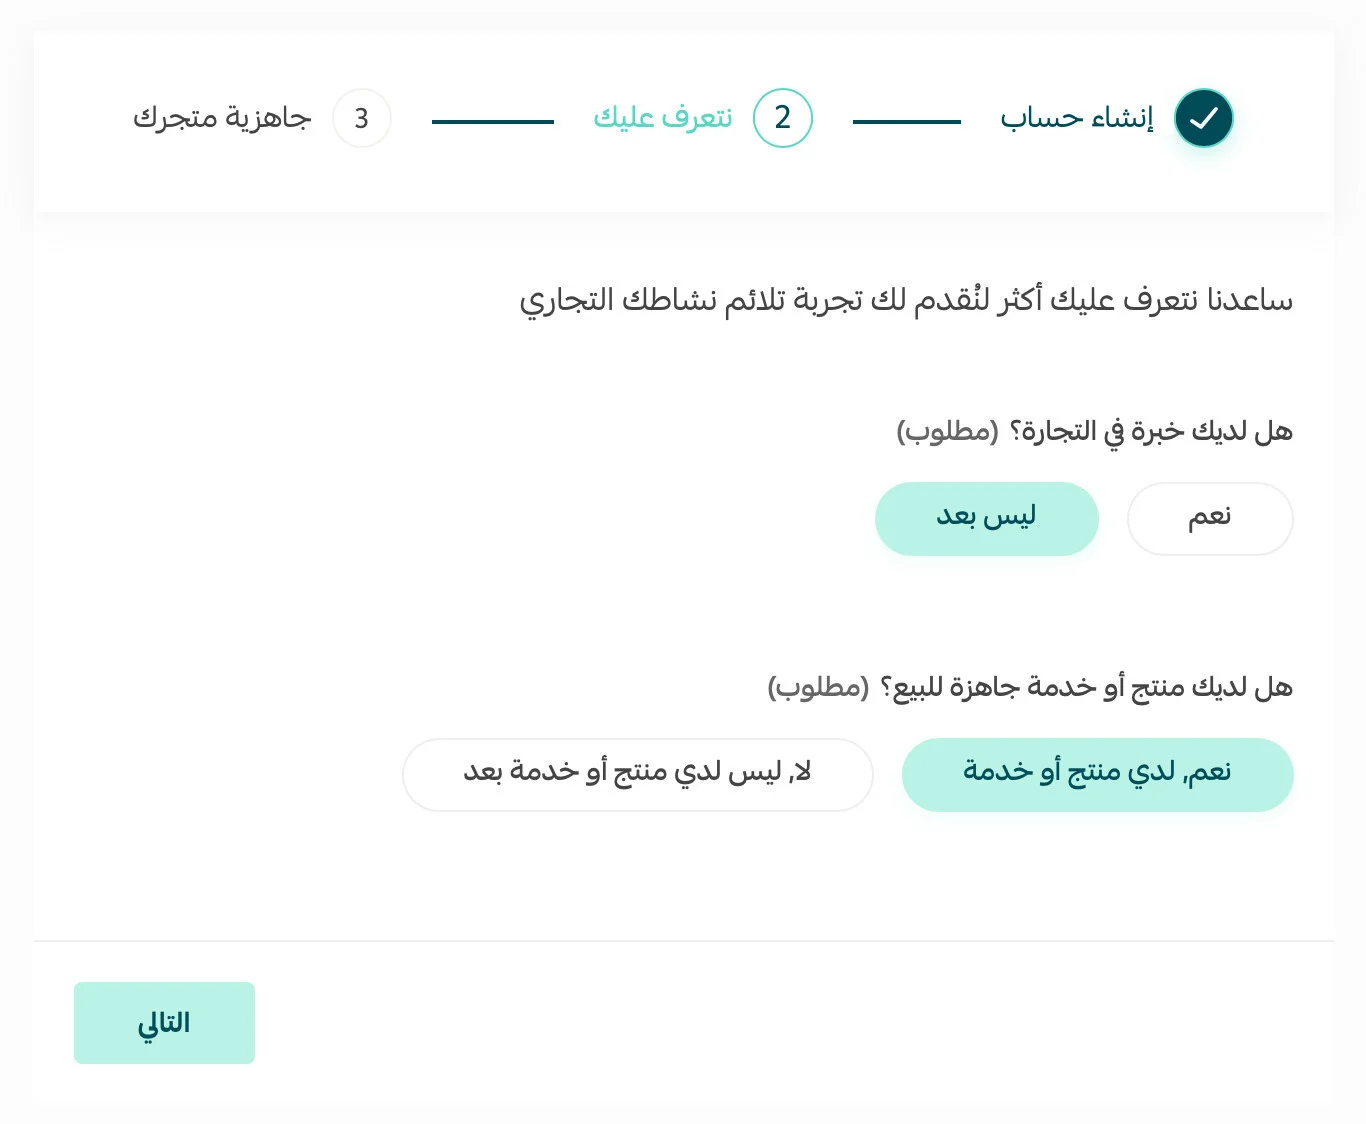 إنشاء حساب 2 نتعرف عليك 3 جاهزية متجرك
ساعدنا نتعرف عليك أكثر لنُقدم لك تجربة تلائم نشاطك التجاري
هل لديك خبرة في التجارة؟ (مطلوب)
نعم ليس بعد
هل لديك منتج أو خدمة جاهزة للبيع؟ (مطلوب)
نعم, لدي منتج أو خدمة لا, ليس لدي منتج أو خدمة بعد
التالي